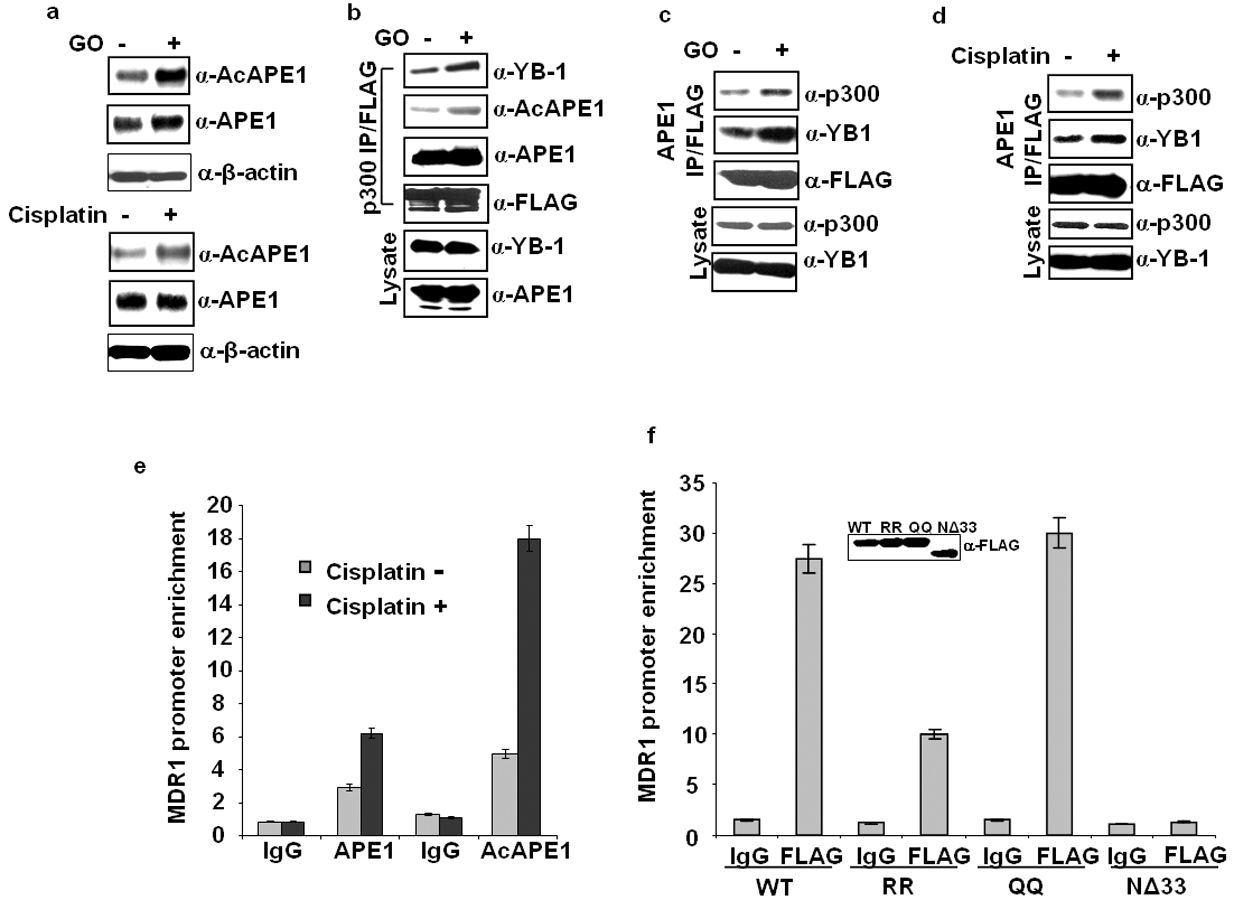 a
GO - +
α-AcAPE1
α-APE1
α-β-actin
Cisplatin - +
α-AcAPE1
α-APE1
α-β-actin
b
GO - +
p300 IP/FLAG
α-YB-1
α-AcAPE1
α-APE1
α-FLAG
Lysate
α-YB-1
α-APE1
c
GO - +
APE1
IP/FLAG
α-p300
α-YB1
α-FLAG
Lysate
α-p300
α-YB1
d
Cisplatin - +
APE1
IP/FLAG
α-p300
α-YB1
α-FLAG
Lysate
α-p300
α-YB-1
e
MDR1 promoter enrichment
20
18
16
14
12
10
8
6
4
2
0
Cisplatin -
Cisplatin +
IgG APE1 IgG AcAPE1
f
MDR1 promoter enrichment
35
30
25
20
15
10
5
0
WT RR QQ NΔ33
α-FLAG
IgG FLAG IgG FLAG IgG FLAG IgG FLAG
WT RR QQ NΔ33